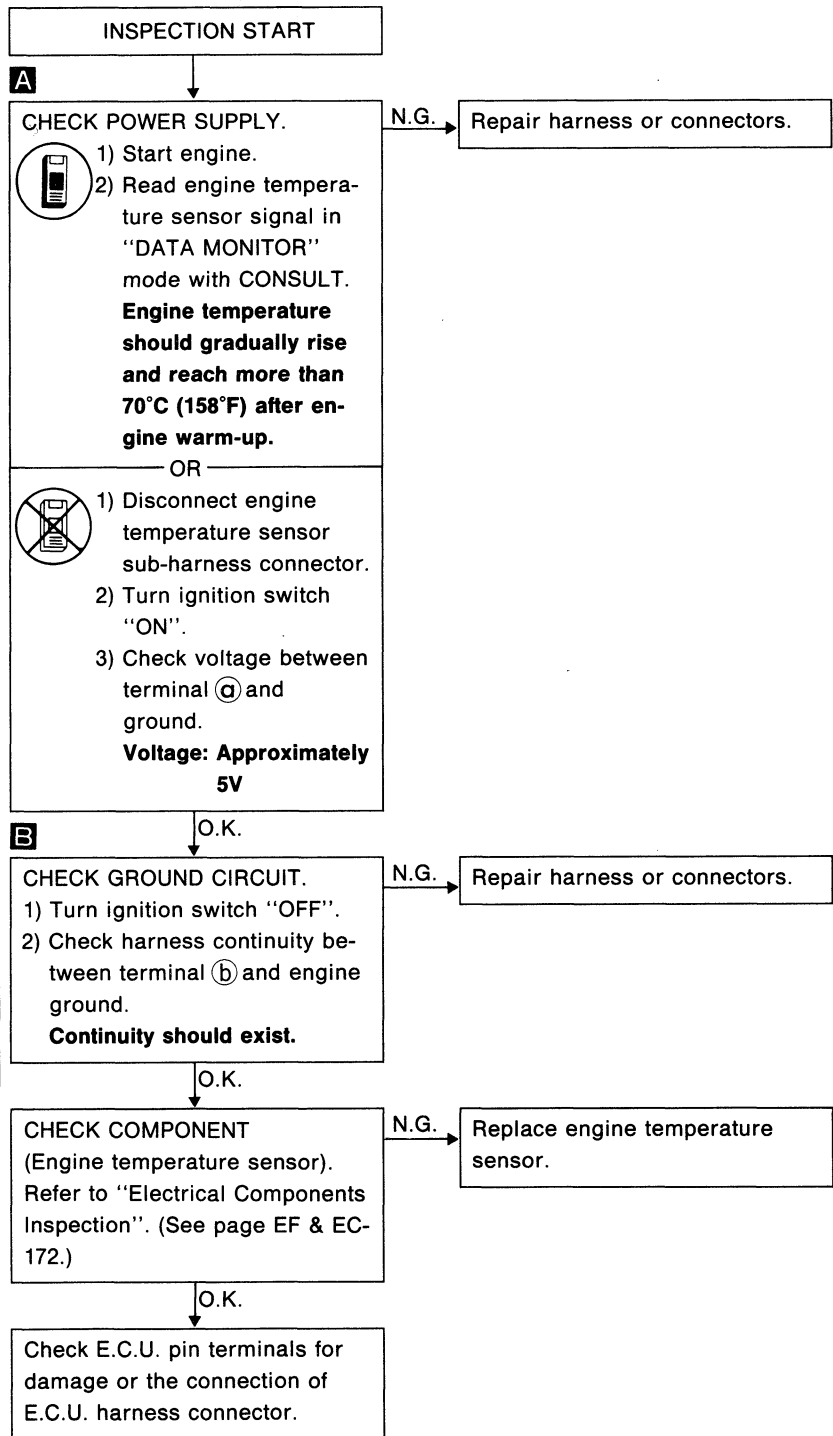 INSPECTION START
A
CHECK POWER SUPPLY.
N.G.
Repair harness or connectors.
1) Start engine.
2) Read engine tempera-
ture sensor signal in
''DATA MONITOR''
mode with CONSULT.
Engine temperature
should gradually rise
and reach more than
70°C (158°F) after en-
gine warm-up.
OR
1) Disconnect engine
temperature sensor
sub-harness connector.
2) Turn ignition switch
''ON''.
3) Check voltage between
terminal ⓐ and
ground.
Voltage: Approximately
5V
O.K.
B
CHECK GROUND CIRCUIT.
N.G.
Repair harness or connectors.
1) Turn ignition switch ''OFF''.
2) Check harness continuity be-
tween terminal ⓑ and engine
ground.
Continuity should exist.
O.K.
CHECK COMPONENT
(Engine temperature sensor).
Refer to ''Electrical Components
Inspection''. (See page EF & EC-
172.)
N.G.
Replace engine temperature
sensor.
O.K.
Check E.C.U. pin terminals for
damage or the connection of
E.C.U. harness connector.